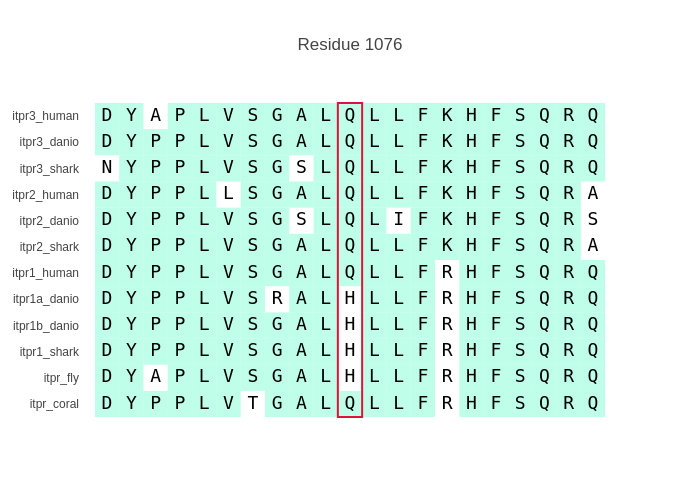 Residue 1076
itpr3_human D Y A P L V S G A L Q L L F K H F S Q R Q
itpr3_danio D Y P P L V S G A L Q L L F K H F S Q R Q
itpr3_shark N Y P P L V S G S L Q L L F K H F S Q R Q
itpr2_human D Y P P L L S G A L Q L L F K H F S Q R A
itpr2_danio D Y P P L V S G S L Q L I F K H F S Q R S
itpr2_shark D Y P P L V S G A L Q L L F K H F S Q R A
itpr1_human D Y P P L V S G A L Q L L F R H F S Q R Q
itpr1a_danio D Y P P L V S R A L H L L F R H F S Q R Q
itpr1b_danio D Y P P L V S G A L H L L F R H F S Q R Q
itpr1_shark D Y P P L V S G A L H L L F R H F S Q R Q
itpr_fly D Y A P L V S G A L H L L F R H F S Q R Q
itpr_coral D Y P P L V T G A L Q L L F R H F S Q R Q